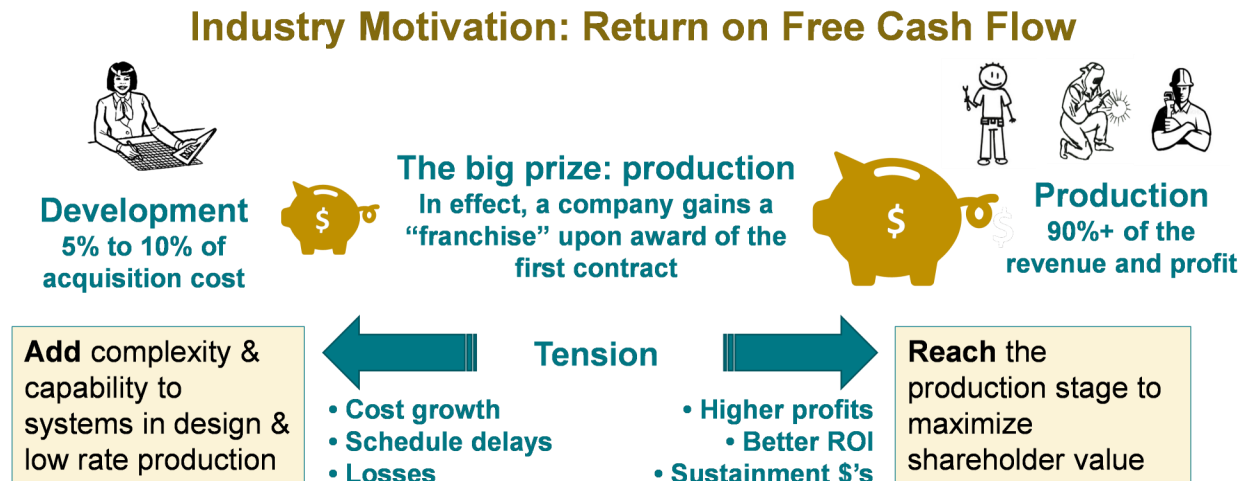 Industry Motivation: Return on Free Cash Flow
Development
5% to 10% of
acquisition cost
$
The big prize: production
In effect, a company gains a
“franchise” upon award of the
first contract
$
$
Production
90%+ of the
revenue and profit
Add complexity &
capability to
systems in design &
low rate production
Tension
• Cost growth
• Schedule delays
• Losses
• Higher profits
• Better ROI
• Sustainment $'s
Reach the
production stage to
maximize
shareholder value